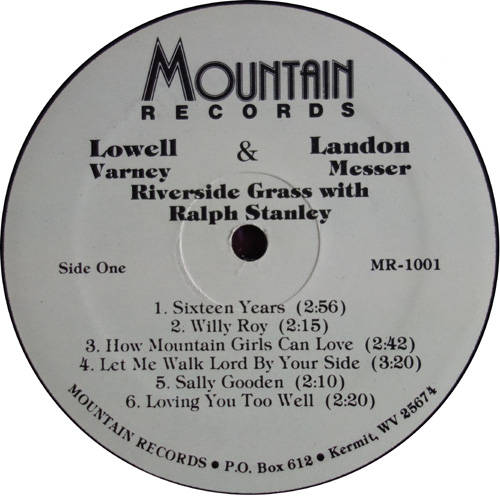 MOUNTAIN
RECORDS
Lowell & Landon
Varney Messer
Riverside Grass with
Ralph Stanley
Side One MR-1001
1. Sixteen Years (2:56)
2. Willy Roy (2:15)
3. How Mountain Girls Can Love (2:42)
4. Let Me Walk Lord By Your Side (3:20)
5. Sally Gooden (2:10)
6. Loving You Too Well (2:20)
MOUNTAIN RECORDS • P.O. Box 612 • Kermit, WV 25674